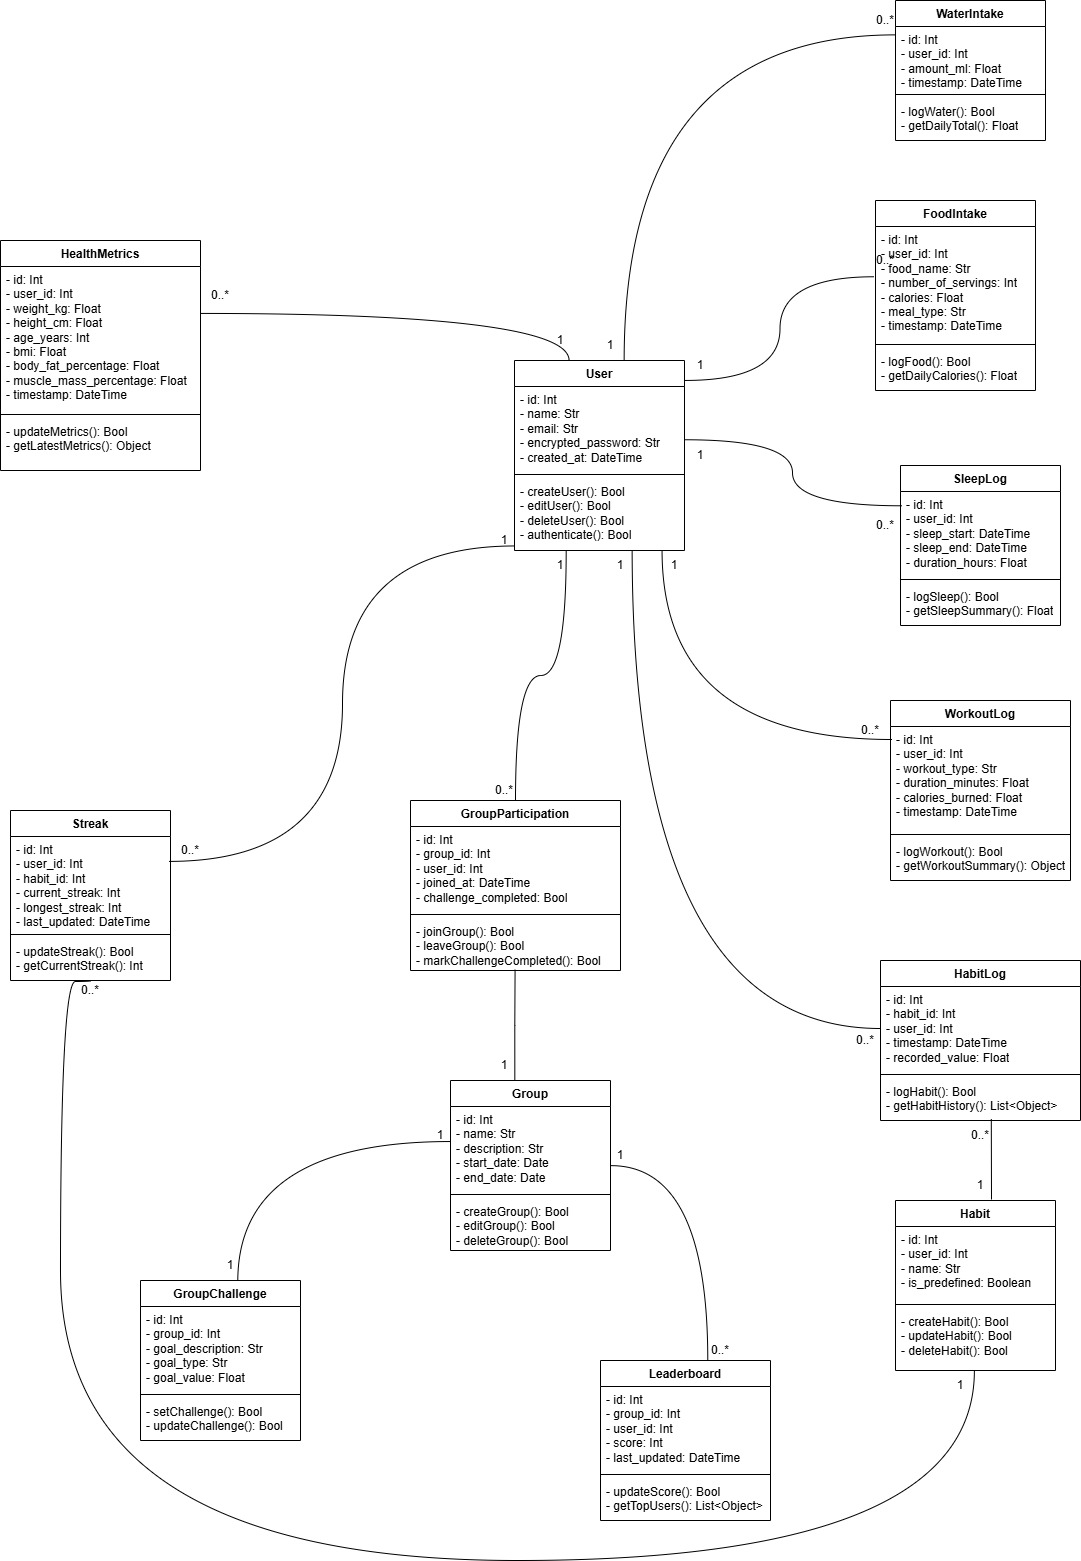 0..*
WaterIntake
- id: Int
- user_id: Int
- amount_ml: Float
- timestamp: DateTime
- logWater(): Bool
- getDailyTotal(): Float
FoodIntake
- id: Int
- user_id: Int
0..*
- food_name: Str
- number_of_servings: Int
- calories: Float
- meal_type: Str
- timestamp: DateTime
- logFood(): Bool
- getDailyCalories(): Float
HealthMetrics
- id: Int
- user_id: Int
- weight_kg: Float
- height_cm: Float
- age_years: Int
- bmi: Float
- body_fat_percentage: Float
- muscle_mass_percentage: Float
- timestamp: DateTime
- updateMetrics(): Bool
- getLatestMetrics(): Object
0..*
1
1
1
User
- id: Int
- name: Str
- email: Str
- encrypted_password: Str
- created_at: DateTime
- createUser(): Bool
- editUser(): Bool
- deleteUser(): Bool
- authenticate(): Bool
1
0..*
SleepLog
- id: Int
- user_id: Int
- sleep_start: DateTime
- sleep_end: DateTime
- duration_hours: Float
- logSleep(): Bool
- getSleepSummary(): Float
1
1
1
1
0..*
WorkoutLog
- id: Int
- user_id: Int
- workout_type: Str
- duration_minutes: Float
- calories_burned: Float
- timestamp: DateTime
- logWorkout(): Bool
- getWorkoutSummary(): Object
Streak
- id: Int
- user_id: Int
- habit_id: Int
- current_streak: Int
- longest_streak: Int
- last_updated: DateTime
- updateStreak(): Bool
- getCurrentStreak(): Int
0..*
0..*
0..*
GroupParticipation
- id: Int
- group_id: Int
- user_id: Int
- joined_at: DateTime
- challenge_completed: Bool
- joinGroup(): Bool
- leaveGroup(): Bool
- markChallengeCompleted(): Bool
HabitLog
- id: Int
- habit_id: Int
- user_id: Int
- timestamp: DateTime
- recorded_value: Float
- logHabit(): Bool
- getHabitHistory(): List<Object>
0..*
0..*
1
1
Group
- id: Int
- name: Str
- description: Str
- start_date: Date
- end_date: Date
- createGroup(): Bool
- editGroup(): Bool
- deleteGroup(): Bool
1
1
1
Habit
- id: Int
- user_id: Int
- name: Str
- is_predefined: Boolean
- createHabit(): Bool
- updateHabit(): Bool
- deleteHabit(): Bool
1
GroupChallenge
- id: Int
- group_id: Int
- goal_description: Str
- goal_type: Str
- goal_value: Float
- setChallenge(): Bool
- updateChallenge(): Bool
0..*
Leaderboard
- id: Int
- group_id: Int
- user_id: Int
- score: Int
- last_updated: DateTime
- updateScore(): Bool
- getTopUsers(): List<Object>